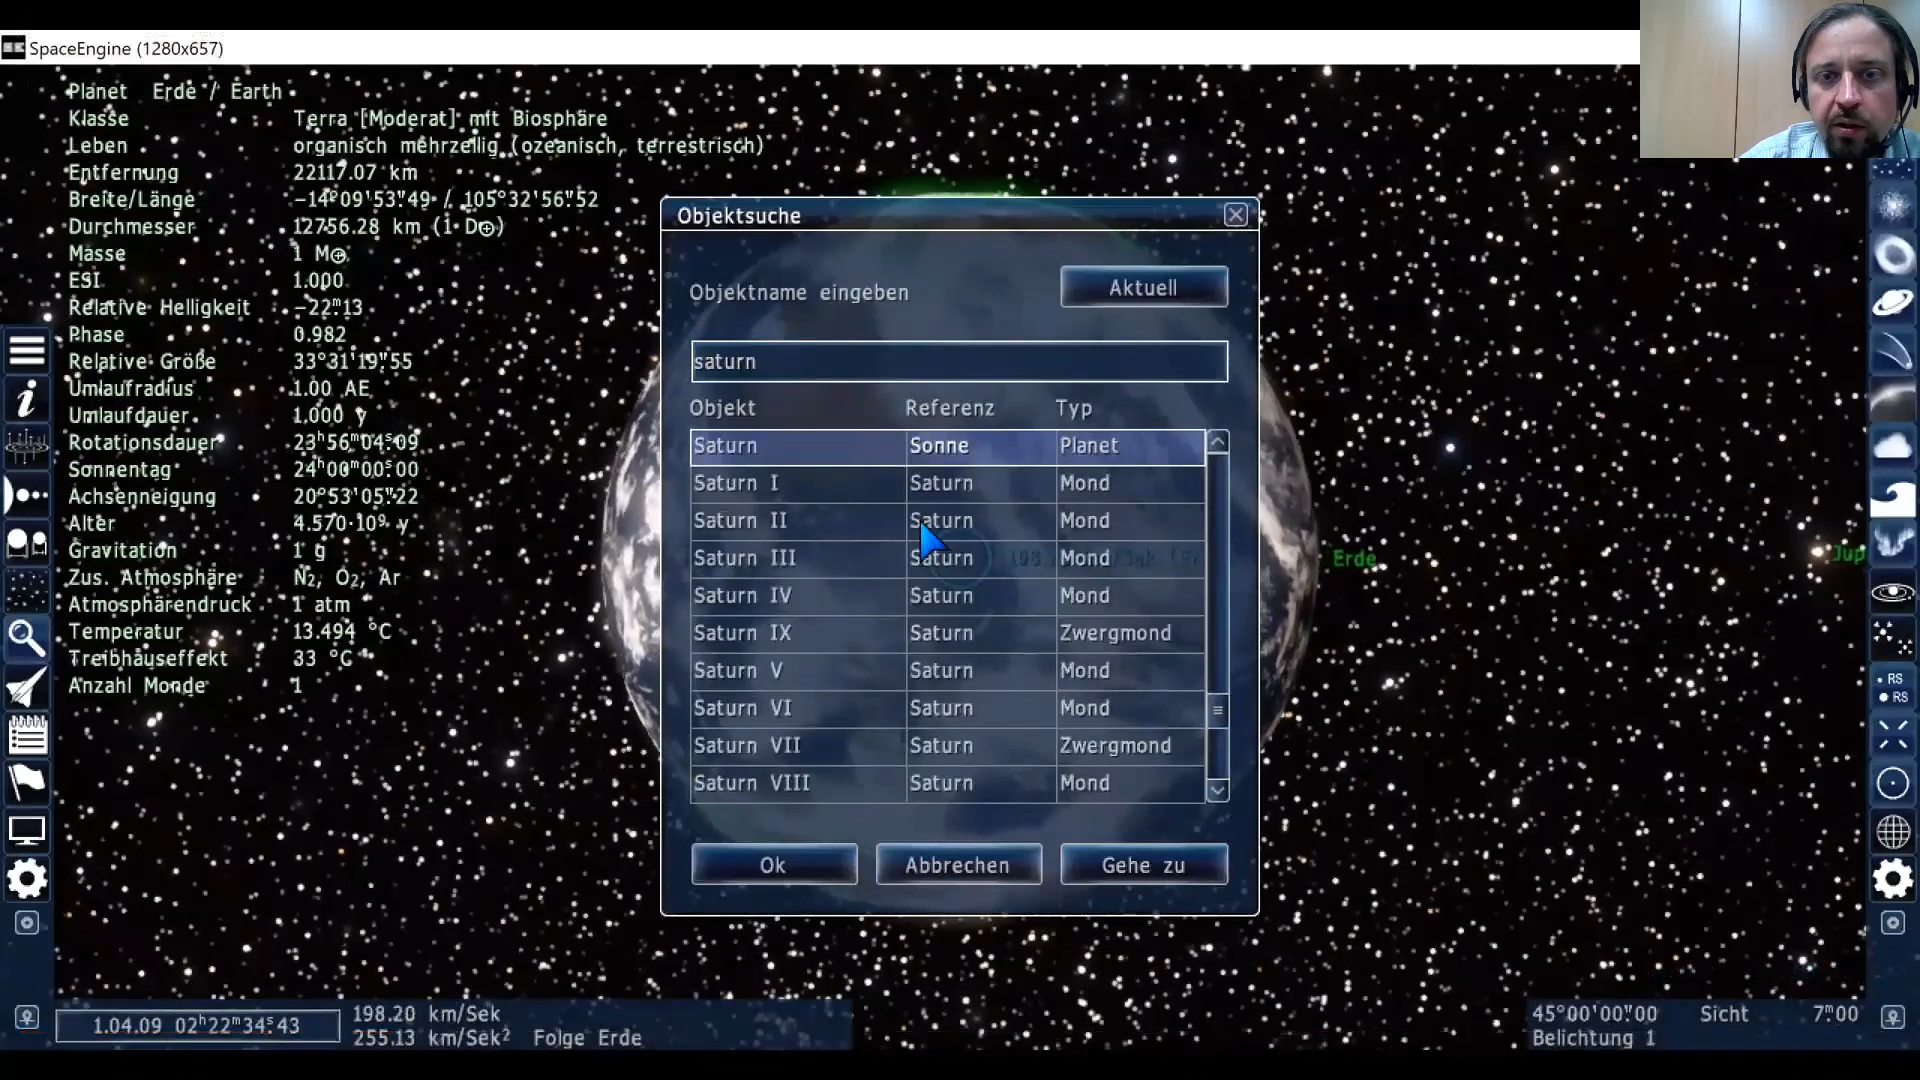 SpaceEngine (1280x657)
Planet Erde / Earth
Klasse Terra [Moderat] mit Biosphäre
Leben organisch mehrzellig (ozeanisch, terrestrisch)
Entfernung 22117.07 km
Breite/Länge -14°09'53"49 / 105°32'56"52
Durchmesser 12756.28 km (1 D⊕)
Masse 1 M⊕
ESI 1.000
Relative Helligkeit -22ᵐ13
Phase 0.982
Relative Größe 33°31'19"55
Umlaufradius 1.00 AE
Umlaufdauer 1.000 y
Rotationsdauer 23ʰ56ᵐ04ˢ09
Sonnentag 24ʰ00ᵐ00ˢ00
Achsenneigung 20°53'05"22
Alter 4.570·10⁹ y
Gravitation 1 g
Zus. Atmosphäre N₂, O₂, Ar
Atmosphärendruck 1 atm
Temperatur 13.494 °C
Treibhauseffekt 33 °C
Anzahl Monde 1
Objektsuche
Objektname eingeben Aktuell
saturn
Objekt Referenz Typ
Saturn Sonne Planet
Saturn I Saturn Mond
Saturn II Saturn Mond
Saturn III Saturn Mond
Saturn IV Saturn Mond
Saturn IX Saturn Zwergmond
Saturn V Saturn Mond
Saturn VI Saturn Mond
Saturn VII Saturn Zwergmond
Saturn VIII Saturn Mond
Ok Abbrechen Gehe zu
Erde
Jup
RS
RS
1.04.09 02ʰ22ᵐ34ˢ43
198.20 km/Sek
255.13 km/Sek² Folge Erde
45°00'00"00 Sicht 7ᵐ00
Belichtung 1